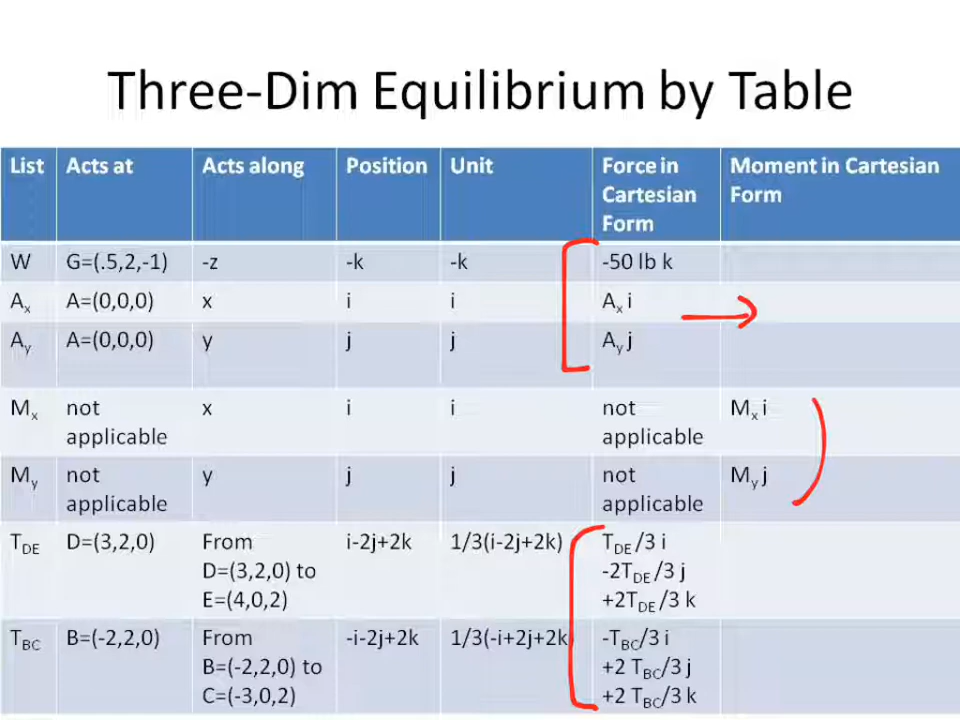 Three-Dim Equilibrium by Table
List Acts at Acts along Position Unit Force in Cartesian Form Moment in Cartesian Form
W G=(.5,2,-1) -z -k -k -50 lb k
Ax A=(0,0,0) x i i Ax i
Ay A=(0,0,0) y j j Ay j
Mx not applicable x i i not applicable Mx i
My not applicable y j j not applicable My j
TDE D=(3,2,0) From D=(3,2,0) to E=(4,0,2) i-2j+2k 1/3(i-2j+2k) TDE /3 i -2TDE /3 j +2TDE /3 k
TBC B=(-2,2,0) From B=(-2,2,0) to C=(-3,0,2) -i-2j+2k 1/3(-i+2j+2k) -TBC/3 i +2 TBC/3 j +2 TBC/3 k